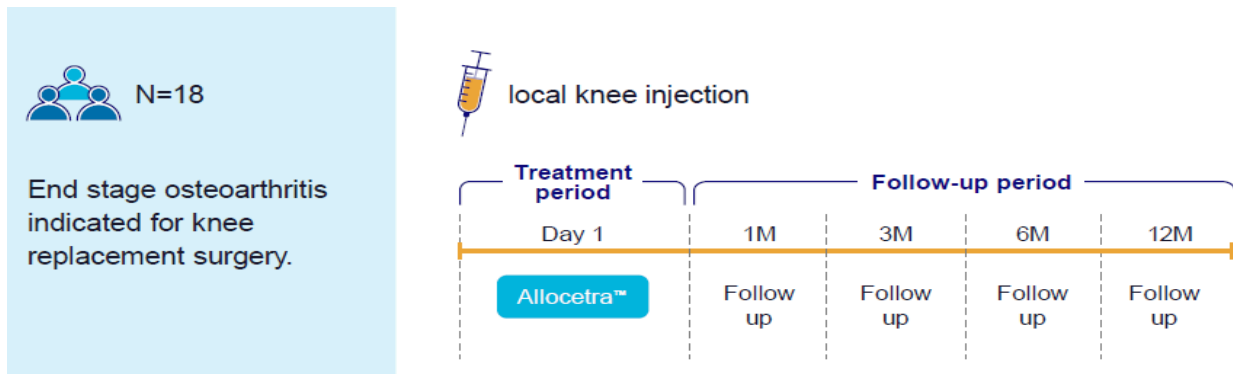 N=18
End stage osteoarthritis
indicated for knee
replacement surgery.
local knee injection
Treatment
period
Follow-up period
Day 1
1M
3M
6M
12M
Allocetra™
Follow
up
Follow
up
Follow
up
Follow
up